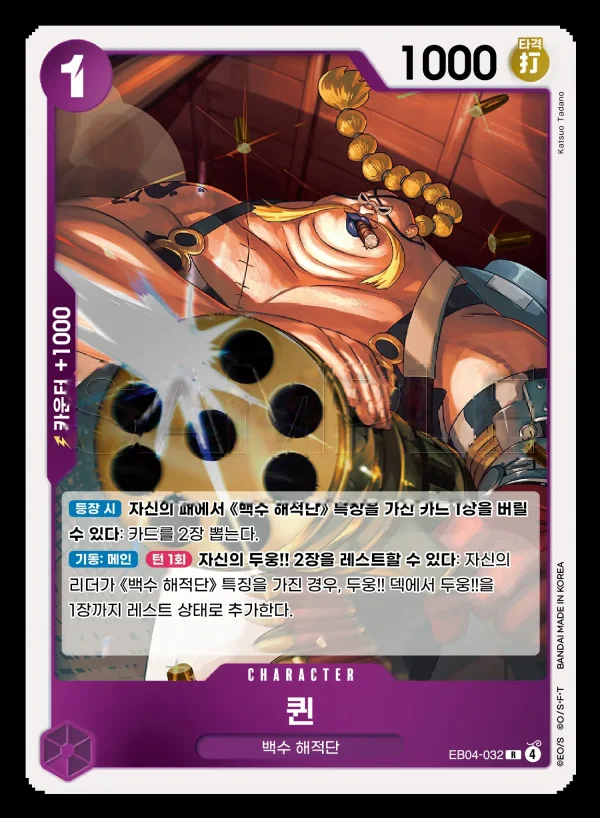 1
1000
타격
打
Katsuo Tadano
카운터 +1000
SAMPLE
등장 시 자신의 패에서 《백수 해적단》 특징을 가진 카드 1장을 버릴
수 있다: 카드를 2장 뽑는다.
기동: 메인 턴 1회 자신의 두웅!! 2장을 레스트할 수 있다: 자신의
리더가 《백수 해적단》 특징을 가진 경우, 두웅!! 덱에서 두웅!!을
1장까지 레스트 상태로 추가한다.
CHARACTER
퀸
백수 해적단
EB04-032 R 4
©EO/S ©O/S·F·T BANDAI MADE IN KOREA